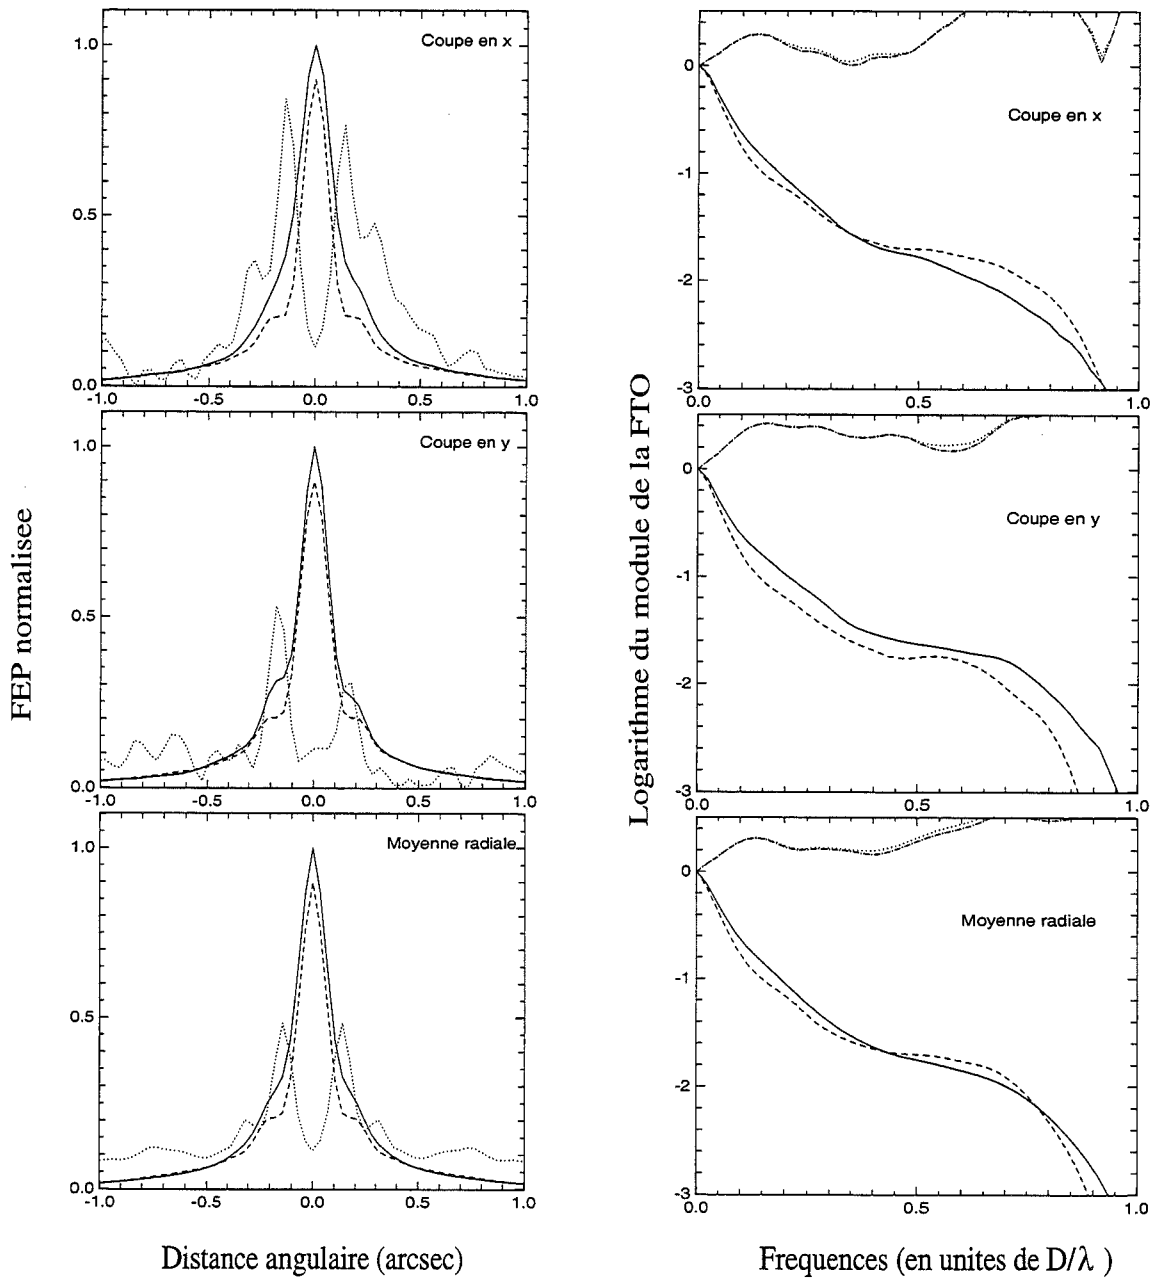 Coupe en x
1.0
0.5
0.0
-1.0 -0.5 0.0 0.5 1.0
Coupe en y
1.0
0.5
0.0
-1.0 -0.5 0.0 0.5 1.0
Moyenne radiale
1.0
0.5
0.0
-1.0 -0.5 0.0 0.5 1.0
FEP normalisee
Distance angulaire (arcsec)
Coupe en x
0
-1
-2
-3
0.0 0.5 1.0
Coupe en y
0
-1
-2
-3
0.0 0.5 1.0
Moyenne radiale
0
-1
-2
-3
0.0 0.5 1.0
Logarithme du module de la FTO
Frequences (en unites de D/λ )